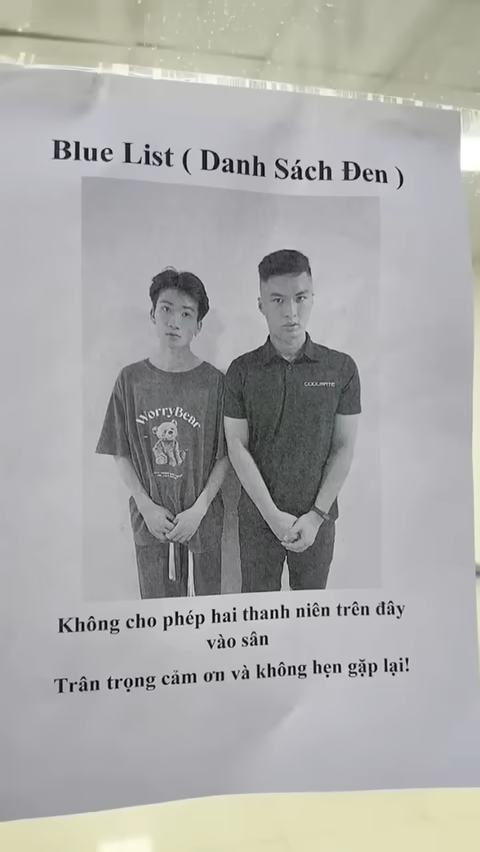 Blue List ( Danh Sách Đen )
WorryBear
COOLMATE
Không cho phép hai thanh niên trên đây
vào sân
Trân trọng cảm ơn và không hẹn gặp lại!